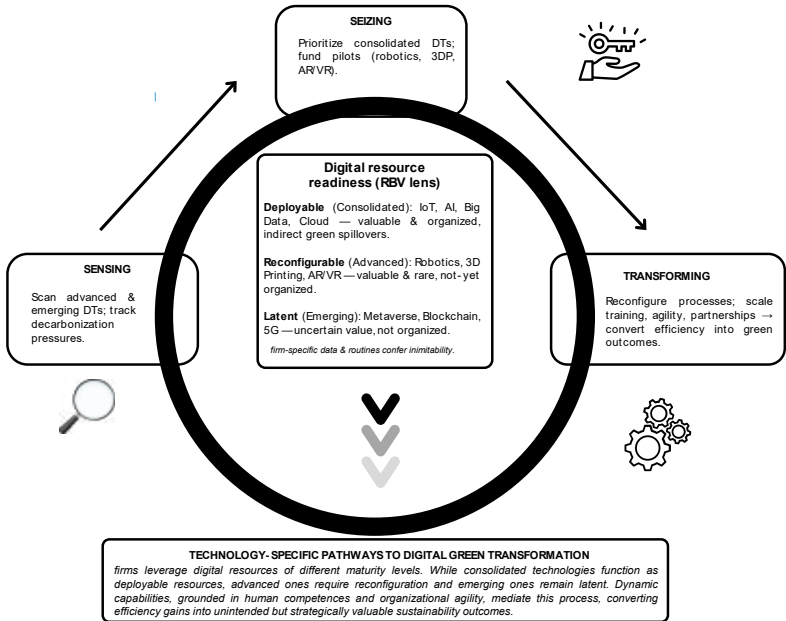 SEIZING
Prioritize consolidated DTs;
fund pilots (robotics, 3DP,
AR/VR).
Digital resource
readiness (RBV lens)
Deployable (Consolidated): IoT, AI, Big
Data, Cloud — valuable & organized,
indirect green spillovers.
Reconfigurable (Advanced): Robotics, 3D
Printing, AR/VR — valuable & rare, not-yet
organized.
Latent (Emerging): Metaverse, Blockchain,
5G — uncertain value, not organized.
firm-specific data & routines confer inimitability.
SENSING
Scan advanced &
emerging DTs; track
decarbonization
pressures.
TRANSFORMING
Reconfigure processes; scale
training, agility, partnerships →
convert efficiency into green
outcomes.
TECHNOLOGY-SPECIFIC PATHWAYS TO DIGITAL GREEN TRANSFORMATION
firms leverage digital resources of different maturity levels. While consolidated technologies function as
deployable resources, advanced ones require reconfiguration and emerging ones remain latent. Dynamic
capabilities, grounded in human competences and organizational agility, mediate this process, converting
efficiency gains into unintended but strategically valuable sustainability outcomes.